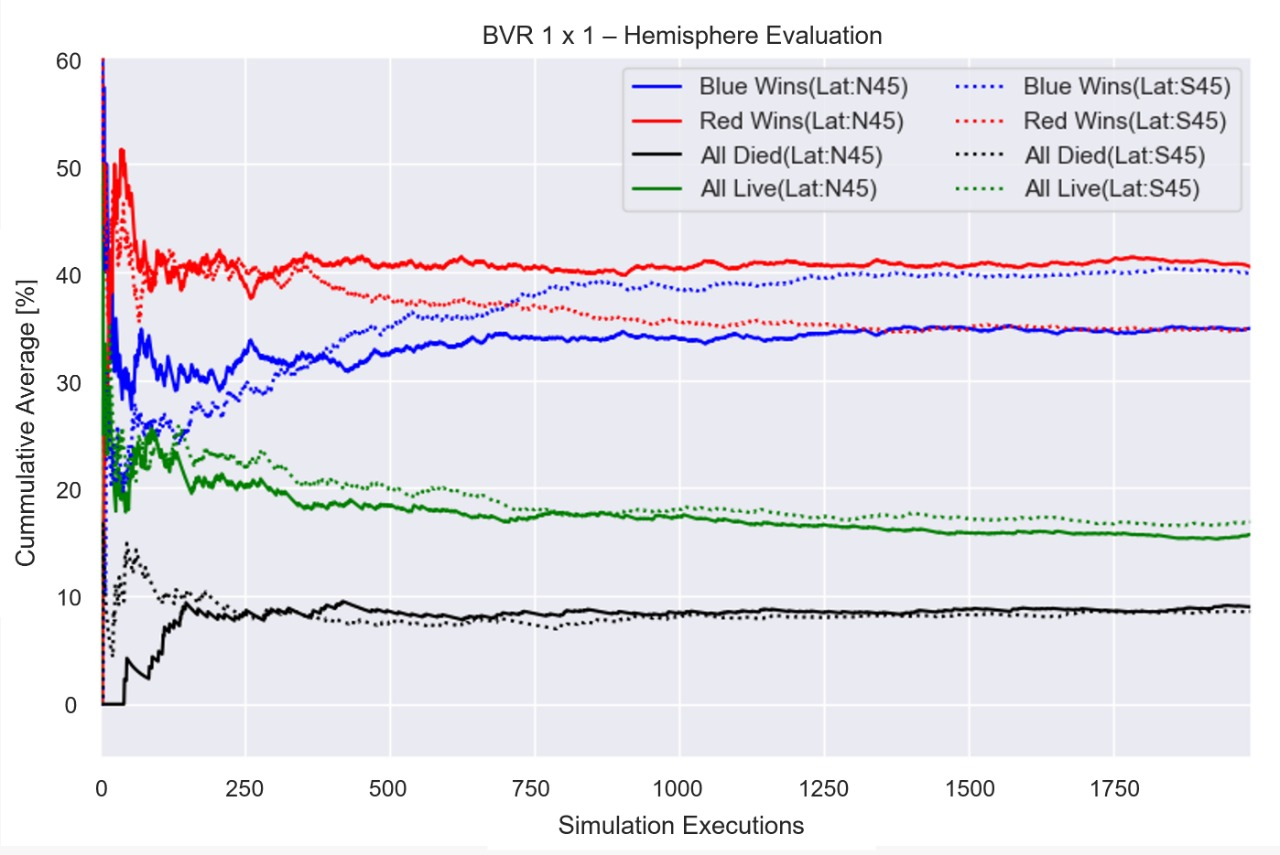 BVR 1 x 1 – Hemisphere Evaluation
60
50
40
30
20
10
0
Cummulative Average [%]
Blue Wins(Lat:N45)
Red Wins(Lat:N45)
All Died(Lat:N45)
All Live(Lat:N45)
Blue Wins(Lat:S45)
Red Wins(Lat:S45)
All Died(Lat:S45)
All Live(Lat:S45)
0 250 500 750 1000 1250 1500 1750
Simulation Executions